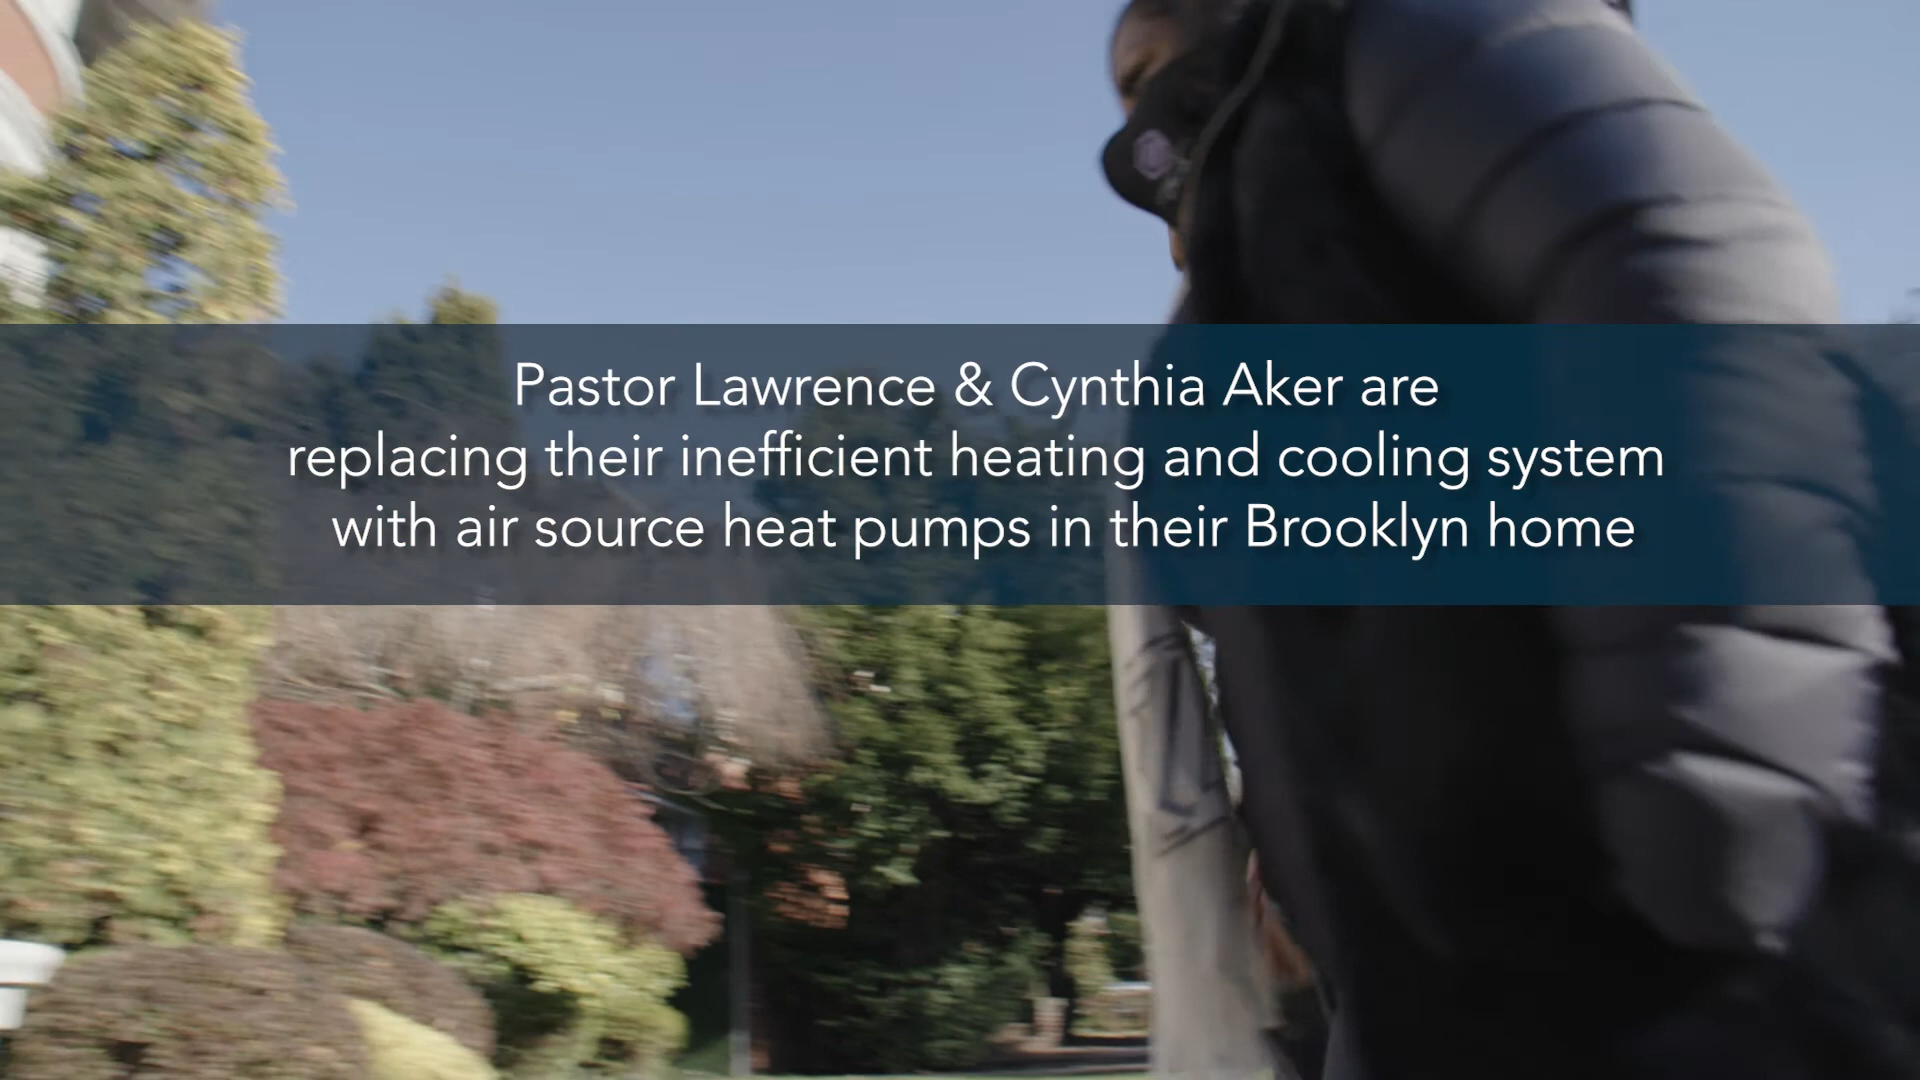 Pastor Lawrence & Cynthia Aker are
replacing their inefficient heating and cooling system
with air source heat pumps in their Brooklyn home